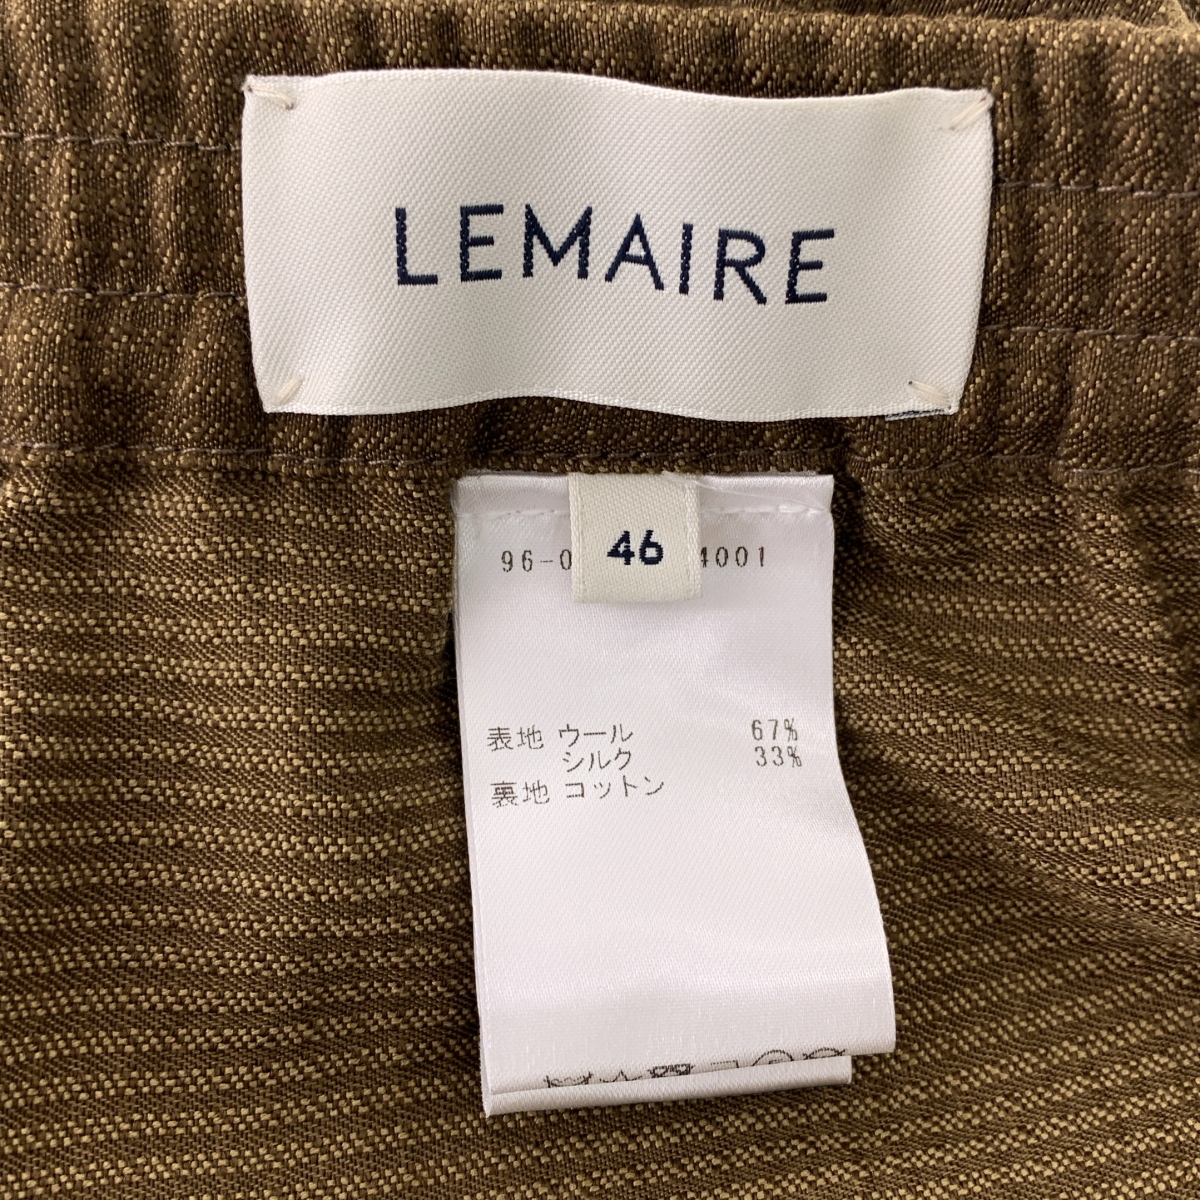 LEMAIRE
46
96-0 4001
表地 ウール 67%
シルク 33%
裏地 コットン